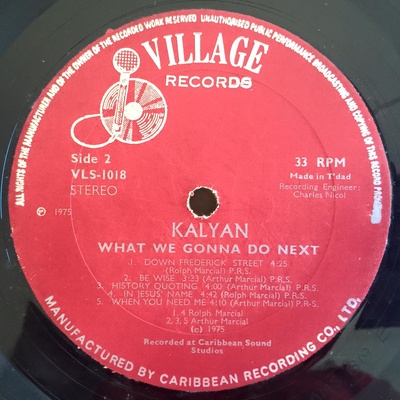 ALL RIGHTS OF THE MANUFACTURER AND OF THE OWNER OF THE RECORDED WORK RESERVED UNAUTHORISED PUBLIC PERFORMANCE BROADCASTING AND COPYING OF THIS RECORD PROHIBITED
VILLAGE
RECORDS
Side 2
VLS-1018
STEREO
33 RPM
Made in T'dad
Recording Engineer:
Charles Nicol
℗ 1975
KALYAN
WHAT WE GONNA DO NEXT
1. DOWN FREDERICK STREET 4:25
(Rolph Marcial) P.R.S.
2. BE WISE 3:23 (Arthur Marcial) P.R.S.
3. HISTORY QUOTING 4:00 (Arthur Marcial) P.R.S.
4. IN JESUS' NAME 4:42 (Rolph Marcial) P.R.S.
5. WHEN YOU NEED ME 4:10 (Arthur Marcial) P.R-S.
1, 4 Rolph Marcial
2, 3, 5 Arthur Marcial
(c) 1975
Recorded at Caribbean Sound
Studios
MANUFACTURED BY CARIBBEAN RECORDING CO., LTD.